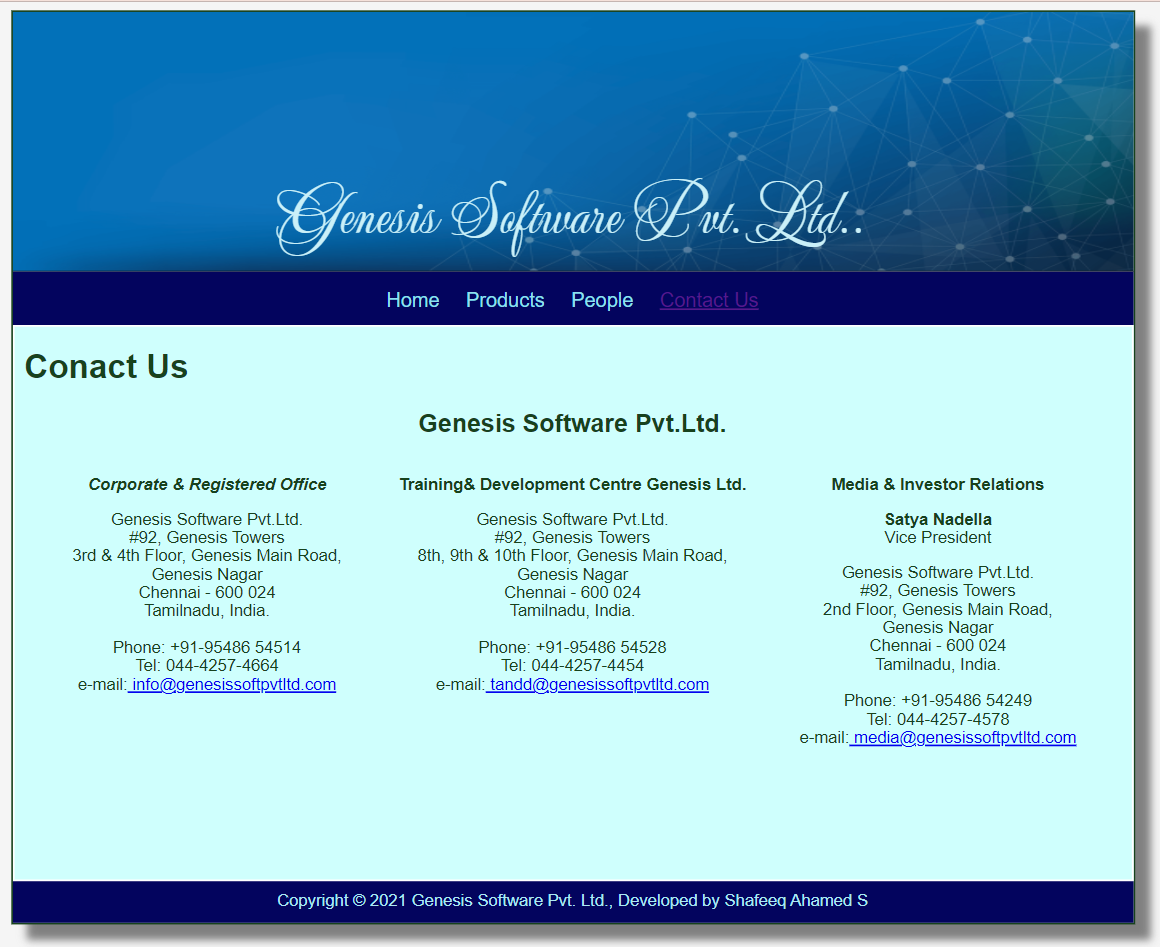 Genesis Software Pvt. Ltd..
Home Products People Contact Us
Conact Us
Genesis Software Pvt.Ltd.
Corporate & Registered Office
Genesis Software Pvt.Ltd.
#92, Genesis Towers
3rd & 4th Floor, Genesis Main Road,
Genesis Nagar
Chennai - 600 024
Tamilnadu, India.
Phone: +91-95486 54514
Tel: 044-4257-4664
e-mail: info@genesissoftpvtltd.com
Training& Development Centre Genesis Ltd.
Genesis Software Pvt.Ltd.
#92, Genesis Towers
8th, 9th & 10th Floor, Genesis Main Road,
Genesis Nagar
Chennai - 600 024
Tamilnadu, India.
Phone: +91-95486 54528
Tel: 044-4257-4454
e-mail: tandd@genesissoftpvtltd.com
Media & Investor Relations
Satya Nadella
Vice President
Genesis Software Pvt.Ltd.
#92, Genesis Towers
2nd Floor, Genesis Main Road,
Genesis Nagar
Chennai - 600 024
Tamilnadu, India.
Phone: +91-95486 54249
Tel: 044-4257-4578
e-mail: media@genesissoftpvtltd.com
Copyright © 2021 Genesis Software Pvt. Ltd., Developed by Shafeeq Ahamed S